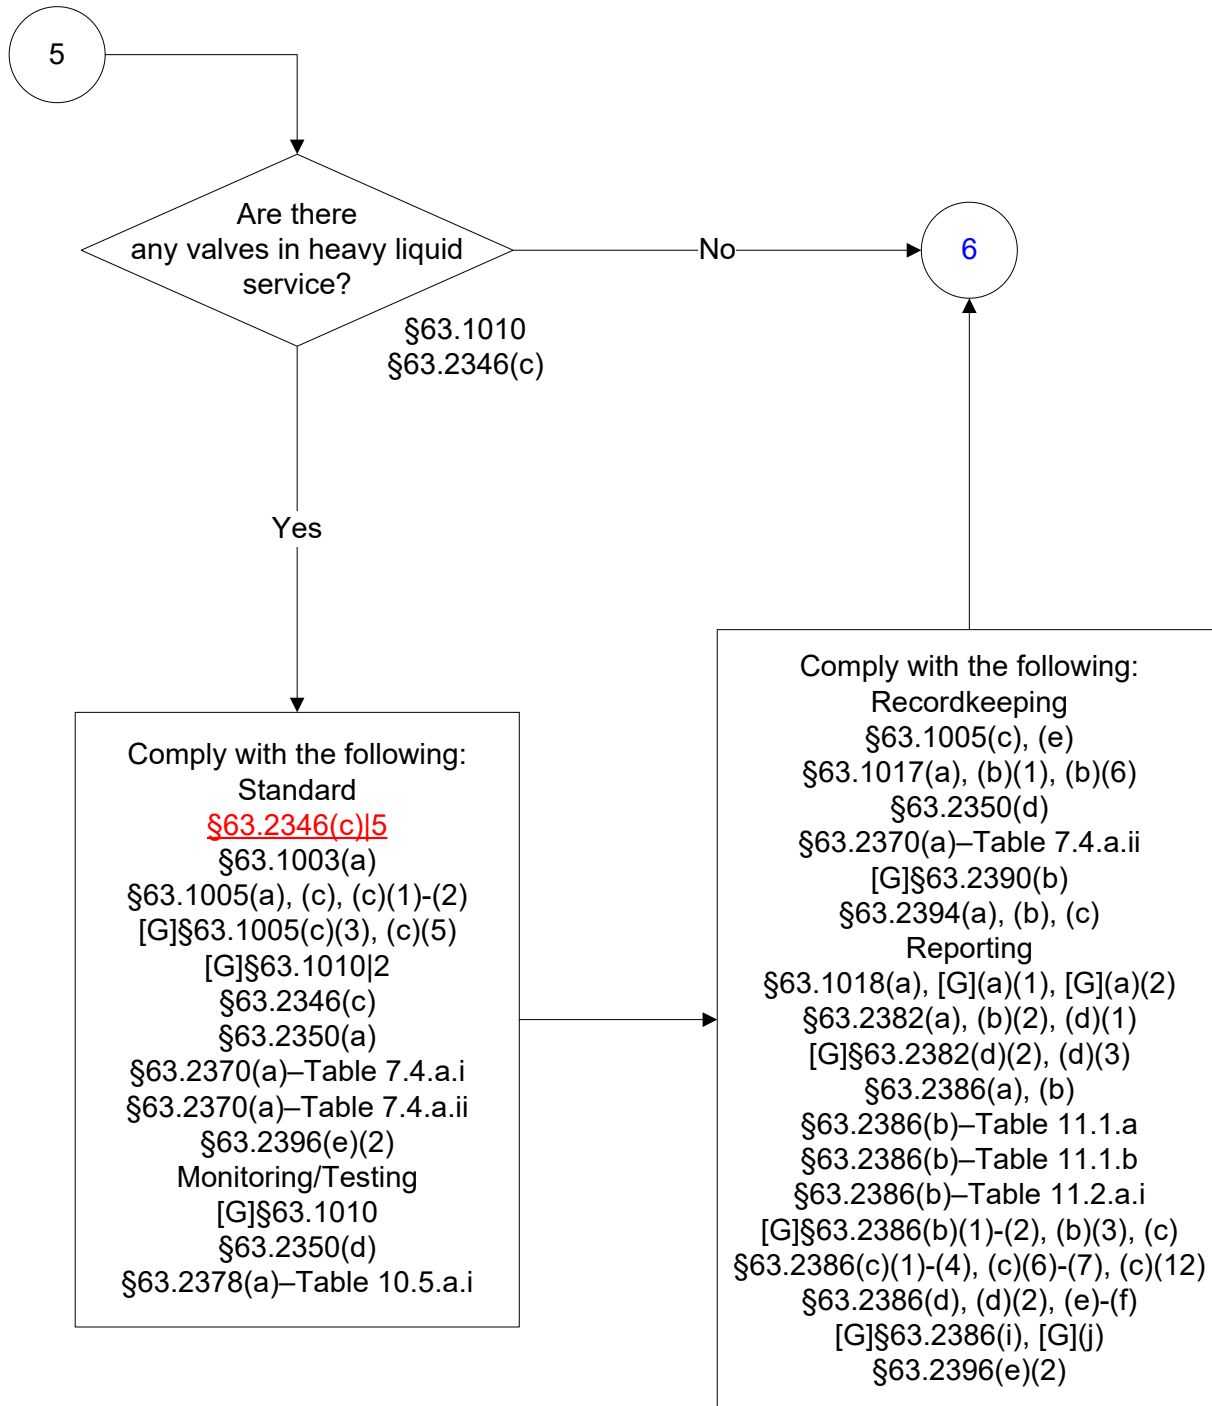 5
Are there
any valves in heavy liquid
service?
No
6
§63.1010
§63.2346(c)
Yes
Comply with the following:
Standard
§63.2346(c)|5
§63.1003(a)
§63.1005(a), (c), (c)(1)-(2)
[G]§63.1005(c)(3), (c)(5)
[G]§63.1010|2
§63.2346(c)
§63.2350(a)
§63.2370(a)–Table 7.4.a.i
§63.2370(a)–Table 7.4.a.ii
§63.2396(e)(2)
Monitoring/Testing
[G]§63.1010
§63.2350(d)
§63.2378(a)–Table 10.5.a.i
Comply with the following:
Recordkeeping
§63.1005(c), (e)
§63.1017(a), (b)(1), (b)(6)
§63.2350(d)
§63.2370(a)–Table 7.4.a.ii
[G]§63.2390(b)
§63.2394(a), (b), (c)
Reporting
§63.1018(a), [G](a)(1), [G](a)(2)
§63.2382(a), (b)(2), (d)(1)
[G]§63.2382(d)(2), (d)(3)
§63.2386(a), (b)
§63.2386(b)–Table 11.1.a
§63.2386(b)–Table 11.1.b
§63.2386(b)–Table 11.2.a.i
[G]§63.2386(b)(1)-(2), (b)(3), (c)
§63.2386(c)(1)-(4), (c)(6)-(7), (c)(12)
§63.2386(d), (d)(2), (e)-(f)
[G]§63.2386(i), [G](j)
§63.2396(e)(2)